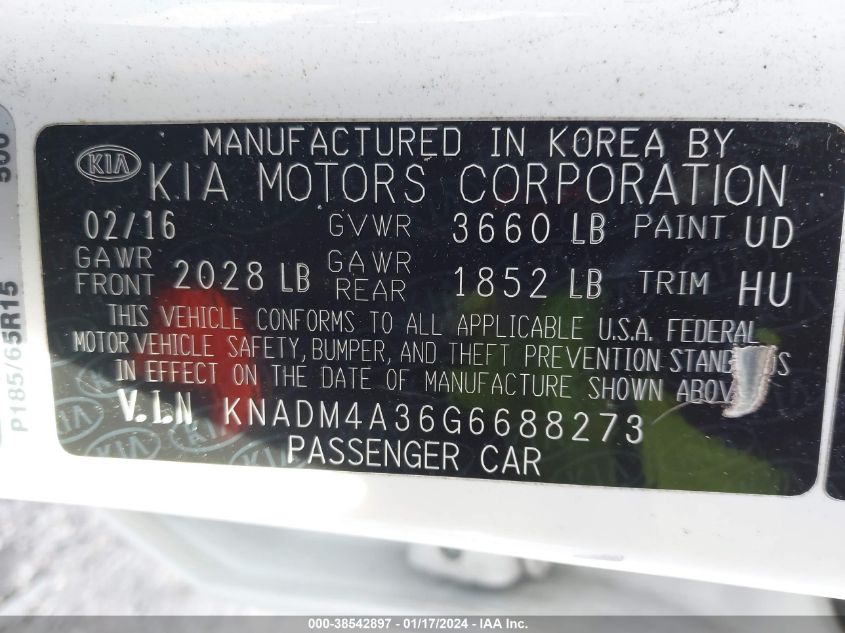 MANUFACTURED IN KOREA BY
KIA
KIA MOTORS CORPORATION
02/16 GVWR 3660 LB PAINT UD
GAWR FRONT 2028 LB GAWR REAR 1852 LB TRIM HU
THIS VEHICLE CONFORMS TO ALL APPLICABLE U.S.A. FEDERAL
MOTOR VEHICLE SAFETY, BUMPER, AND THEFT PREVENTION
IN EFFECT ON THE DATE OF MANUFACTURE SHOWN
V.I.N. KNADM4A36G6688273
PASSENGER CAR
P185/65R15
500
000-38542897 - 01/17/2024 - IAA Inc.